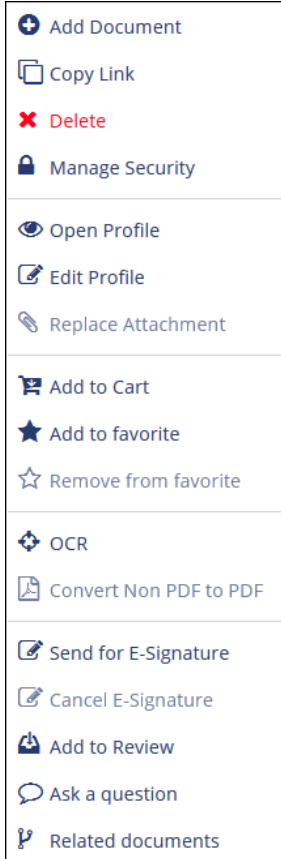 Add Document
Copy Link
Delete
Manage Security
Open Profile
Edit Profile
Replace Attachment
Add to Cart
Add to favorite
Remove from favorite
OCR
Convert Non PDF to PDF
Send for E-Signature
Cancel E-Signature
Add to Review
Ask a question
Related documents